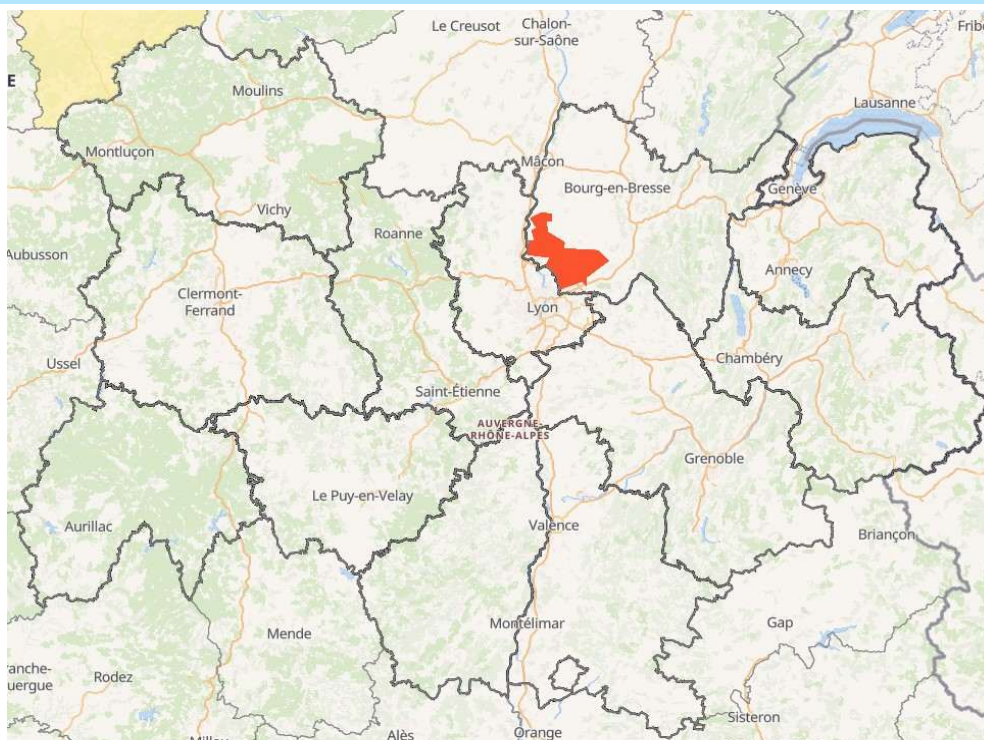 Le Creusot
Chalon-
sur-Saône
Fribo
E
Moulins
Lausanne
Montluçon
Mâcon
Bourg-en-Bresse
Genève
Vichy
Roanne
Aubusson
Annecy
Clermont-
Ferrand
Lyon
Ussel
Chambéry
Saint-Étienne
AUVERGNE-
RHÔNE-ALPES
Grenoble
Le Puy-en-Velay
Aurillac
Valence
Briançon
Montélimar
Gap
Mende
ranche-
uergue
Rodez
Sisteron
Alès
Orange